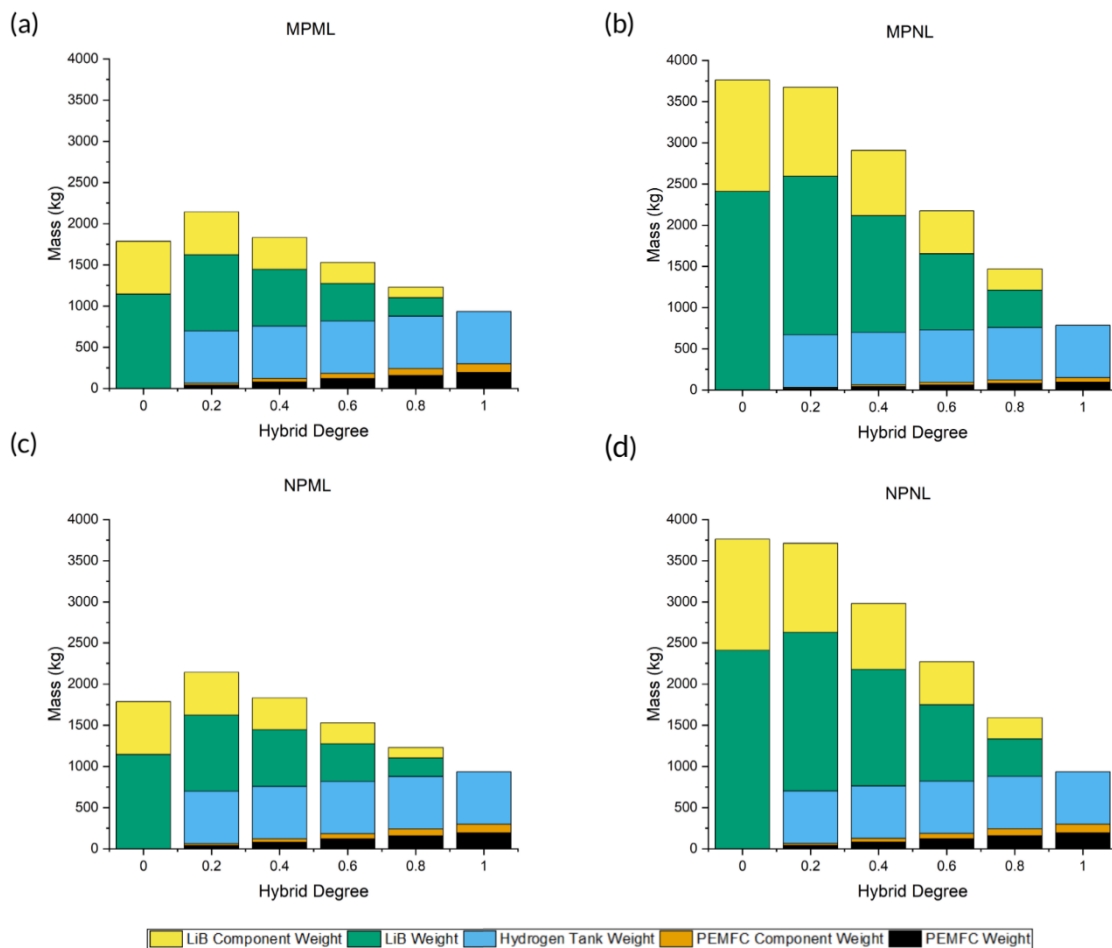 (a)
MPML
4000
3500
3000
2500
2000
1500
1000
500
0
Mass (kg)
0 0.2 0.4 0.6 0.8 1
Hybrid Degree
(b)
MPNL
4000
3500
3000
2500
2000
1500
1000
500
0
Mass (kg)
0 0.2 0.4 0.6 0.8 1
Hybrid Degree
(c)
NPML
4000
3500
3000
2500
2000
1500
1000
500
0
Mass (kg)
0 0.2 0.4 0.6 0.8 1
Hybrid Degree
(d)
NPNL
4000
3500
3000
2500
2000
1500
1000
500
0
Mass (kg)
0 0.2 0.4 0.6 0.8 1
Hybrid Degree
LiB Component Weight LiB Weight Hydrogen Tank Weight PEMFC Component Weight PEMFC Weight